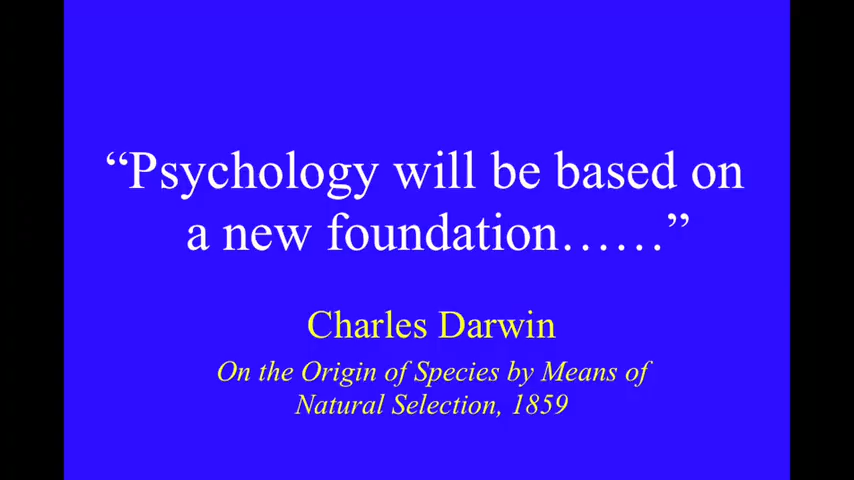 “Psychology will be based on
a new foundation……”
Charles Darwin
On the Origin of Species by Means of
Natural Selection, 1859